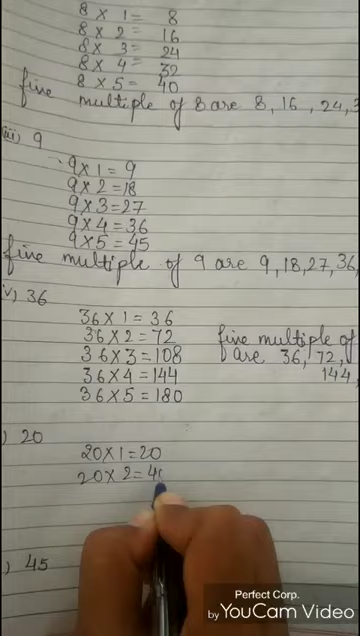 8 × 1 = 8
8 × 2 = 16
8 × 3 = 24
8 × 4 = 32
8 × 5 = 40
five multiple of 8 are 8, 16, 24, 3
iii) 9
9 × 1 = 9
9 × 2 = 18
9 × 3 = 27
9 × 4 = 36
9 × 5 = 45
five multiple of 9 are 9, 18, 27, 36,
iv) 36
36 × 1 = 36
36 × 2 = 72
36 × 3 = 108
36 × 4 = 144
36 × 5 = 180
five multiple of
are 36, 72,
144,
) 20
20 × 1 = 20
20 × 2 = 40
) 45
Perfect Corp.
by YouCam Video